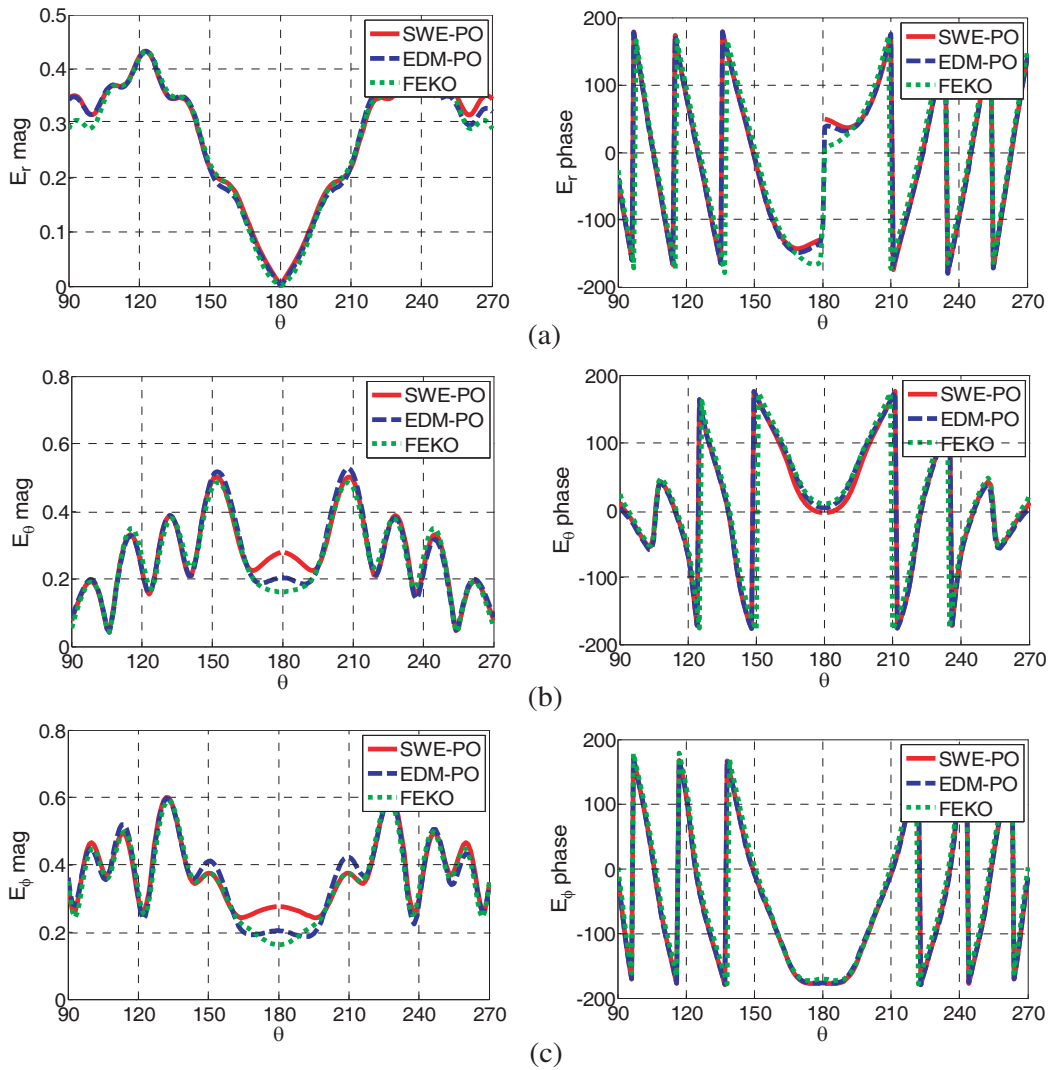 0.5
0.4
0.3
0.2
0.1
0
E_r mag
90 120 150 180 210 240 270
θ
SWE-PO
EDM-PO
FEKO
200
100
0
-100
-200
E_r phase
90 120 150 180 210 240 270
θ
SWE-PO
EDM-PO
FEKO
(a)
0.8
0.6
0.4
0.2
0
E_θ mag
90 120 150 180 210 240 270
θ
SWE-PO
EDM-PO
FEKO
200
100
0
-100
-200
E_θ phase
90 120 150 180 210 240 270
θ
SWE-PO
EDM-PO
FEKO
(b)
0.8
0.6
0.4
0.2
0
E_ϕ mag
90 120 150 180 210 240 270
θ
SWE-PO
EDM-PO
FEKO
200
100
0
-100
-200
E_ϕ phase
90 120 150 180 210 240 270
θ
SWE-PO
EDM-PO
FEKO
(c)